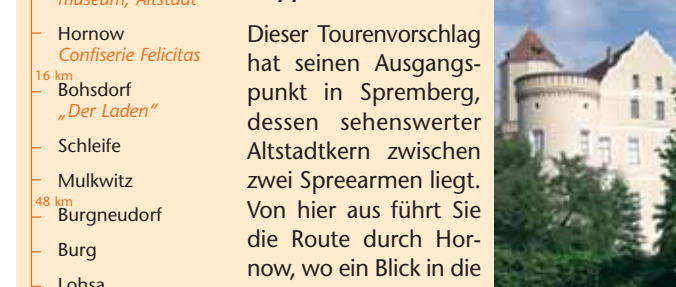 museum, Altstadt
Hornow
Confiserie Felicitas
16 km
Bohsdorf
„Der Laden“
Schleife
Mulkwitz
48 km
Burgneudorf
Burg
Lohsa
Dieser Tourenvorschlag
hat seinen Ausgangs-
punkt in Spremberg,
dessen sehenswerter
Altstadtkern zwischen
zwei Spreearmen liegt.
Von hier aus führt Sie
die Route durch Hor-
now, wo ein Blick in die